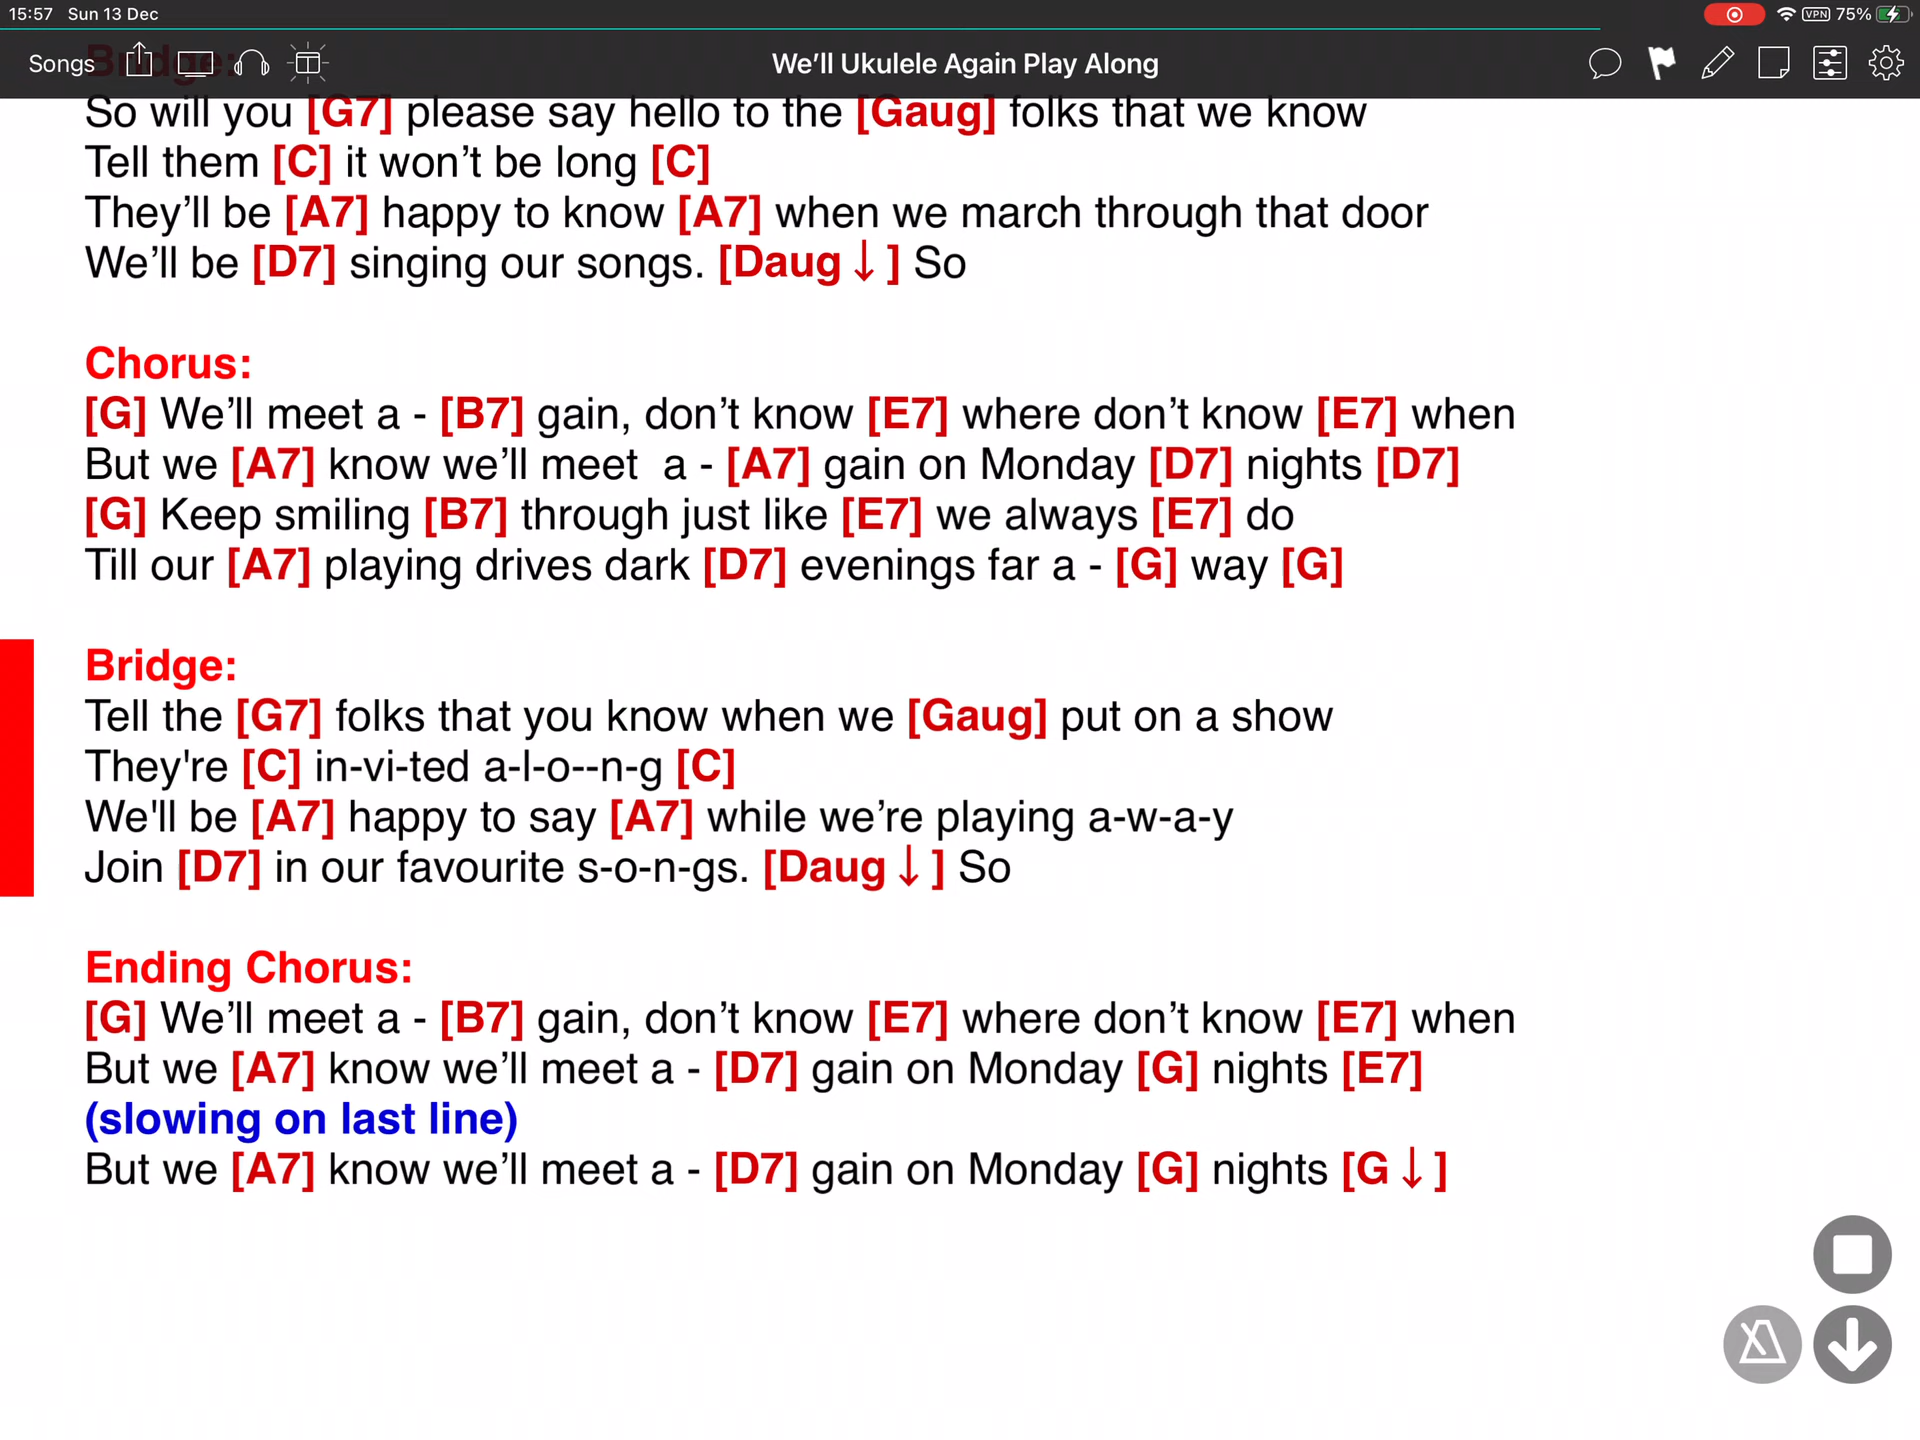 15:57 Sun 13 Dec
VPN 75%
Songs
We’ll Ukulele Again Play Along
Bridge:
So will you [G7] please say hello to the [Gaug] folks that we know
Tell them [C] it won’t be long [C]
They’ll be [A7] happy to know [A7] when we march through that door
We’ll be [D7] singing our songs. [Daug ↓ ] So
Chorus:
[G] We’ll meet a - [B7] gain, don’t know [E7] where don’t know [E7] when
But we [A7] know we’ll meet  a - [A7] gain on Monday [D7] nights [D7]
[G] Keep smiling [B7] through just like [E7] we always [E7] do
Till our [A7] playing drives dark [D7] evenings far a - [G] way [G]
Bridge:
Tell the [G7] folks that you know when we [Gaug] put on a show
They're [C] in-vi-ted a-l-o--n-g [C]
We'll be [A7] happy to say [A7] while we’re playing a-w-a-y
Join [D7] in our favourite s-o-n-gs. [Daug ↓ ] So
Ending Chorus:
[G] We’ll meet a - [B7] gain, don’t know [E7] where don’t know [E7] when
But we [A7] know we’ll meet a - [D7] gain on Monday [G] nights [E7]
(slowing on last line)
But we [A7] know we’ll meet a - [D7] gain on Monday [G] nights [G ↓ ]